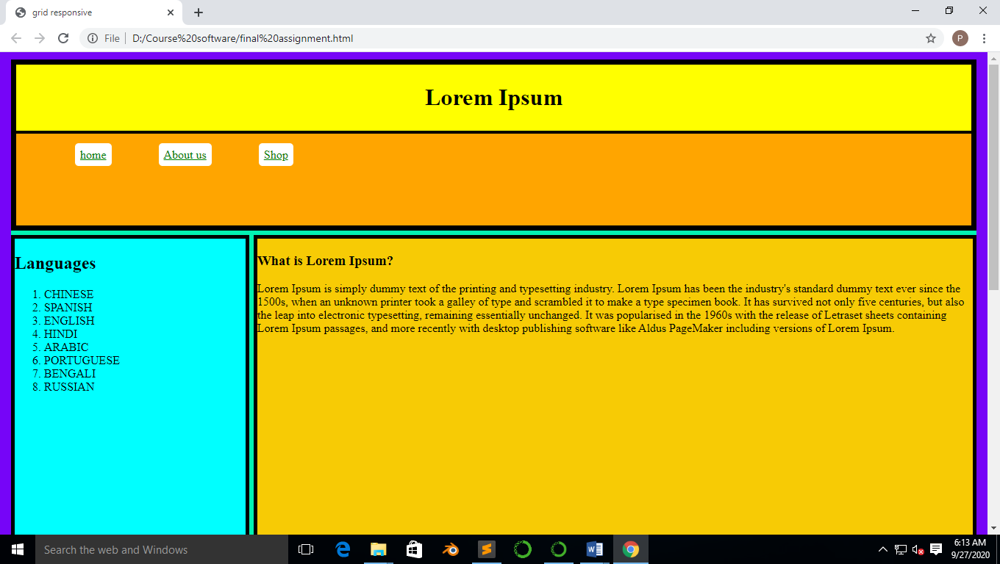 grid responsive
File | D:/Course%20software/final%20assignment.html
P
Lorem Ipsum
home About us Shop
Languages
1. CHINESE
2. SPANISH
3. ENGLISH
4. HINDI
5. ARABIC
6. PORTUGUESE
7. BENGALI
8. RUSSIAN
What is Lorem Ipsum?
Lorem Ipsum is simply dummy text of the printing and typesetting industry. Lorem Ipsum has been the industry's standard dummy text ever since the
1500s, when an unknown printer took a galley of type and scrambled it to make a type specimen book. It has survived not only five centuries, but also
the leap into electronic typesetting, remaining essentially unchanged. It was popularised in the 1960s with the release of Letraset sheets containing
Lorem Ipsum passages, and more recently with desktop publishing software like Aldus PageMaker including versions of Lorem Ipsum.
Search the web and Windows
6:13 AM
9/27/2020